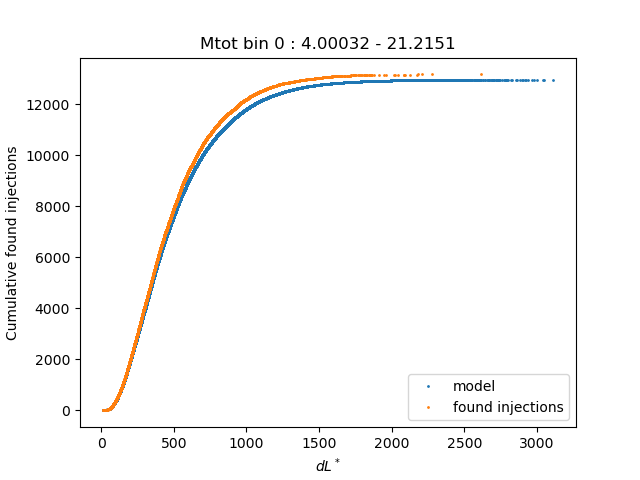 Mtot bin 0 : 4.00032 - 21.2151
Cumulative found injections
12000
10000
8000
6000
4000
2000
0
model
found injections
0 500 1000 1500 2000 2500 3000
dL*